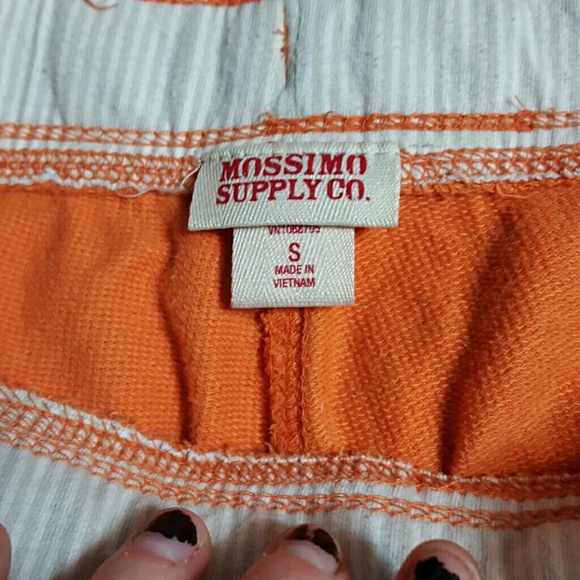 MOSSIMO
SUPPLY CO.
S
MADE IN
VIETNAM